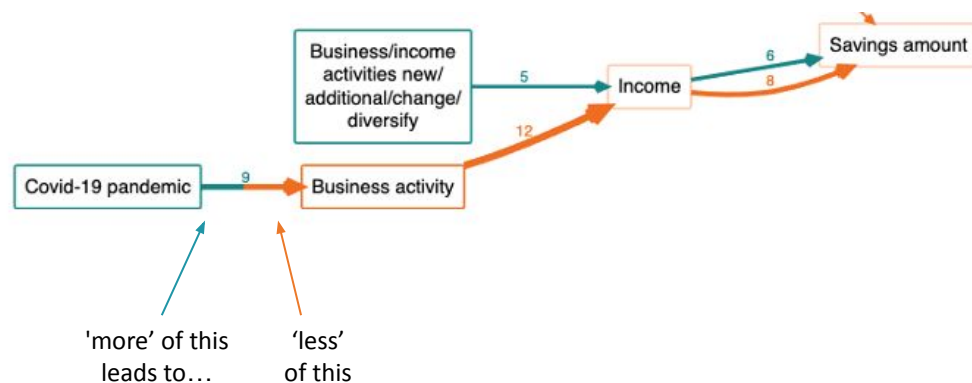 Savings amount
6
8
Business/income
activities new/
additional/change/
diversify
5
Income
12
Covid-19 pandemic
9
Business activity
'more’ of this
leads to…
‘less’
of this